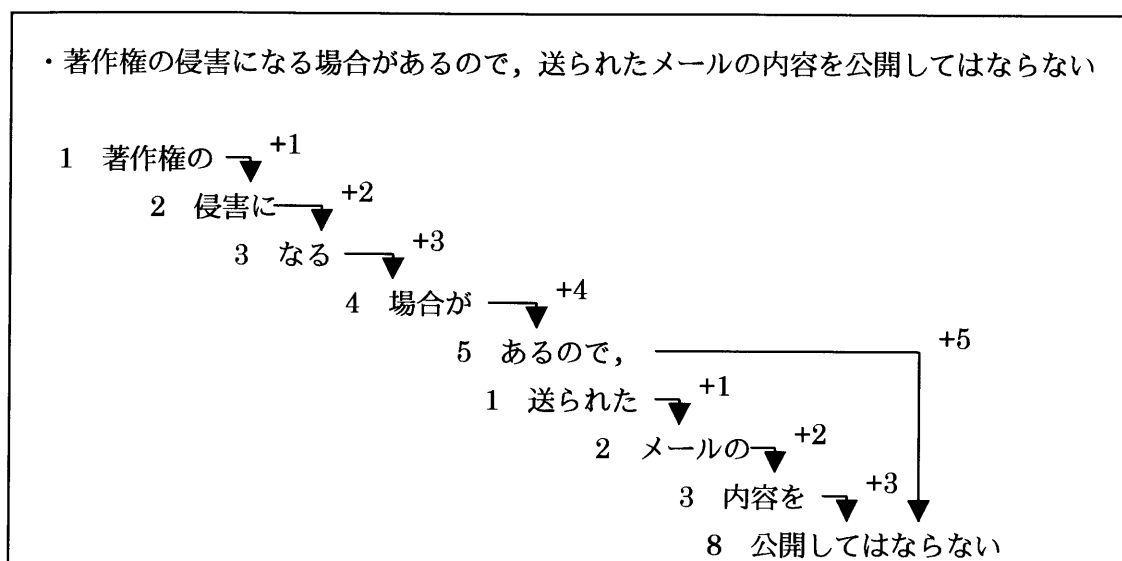 ・著作権の侵害になる場合があるので，送られたメールの内容を公開してはならない
1 著作権の +1
2 侵害に +2
3 なる +3
4 場合が +4
5 あるので， +5
1 送られた +1
2 メールの +2
3 内容を +3
8 公開してはならない